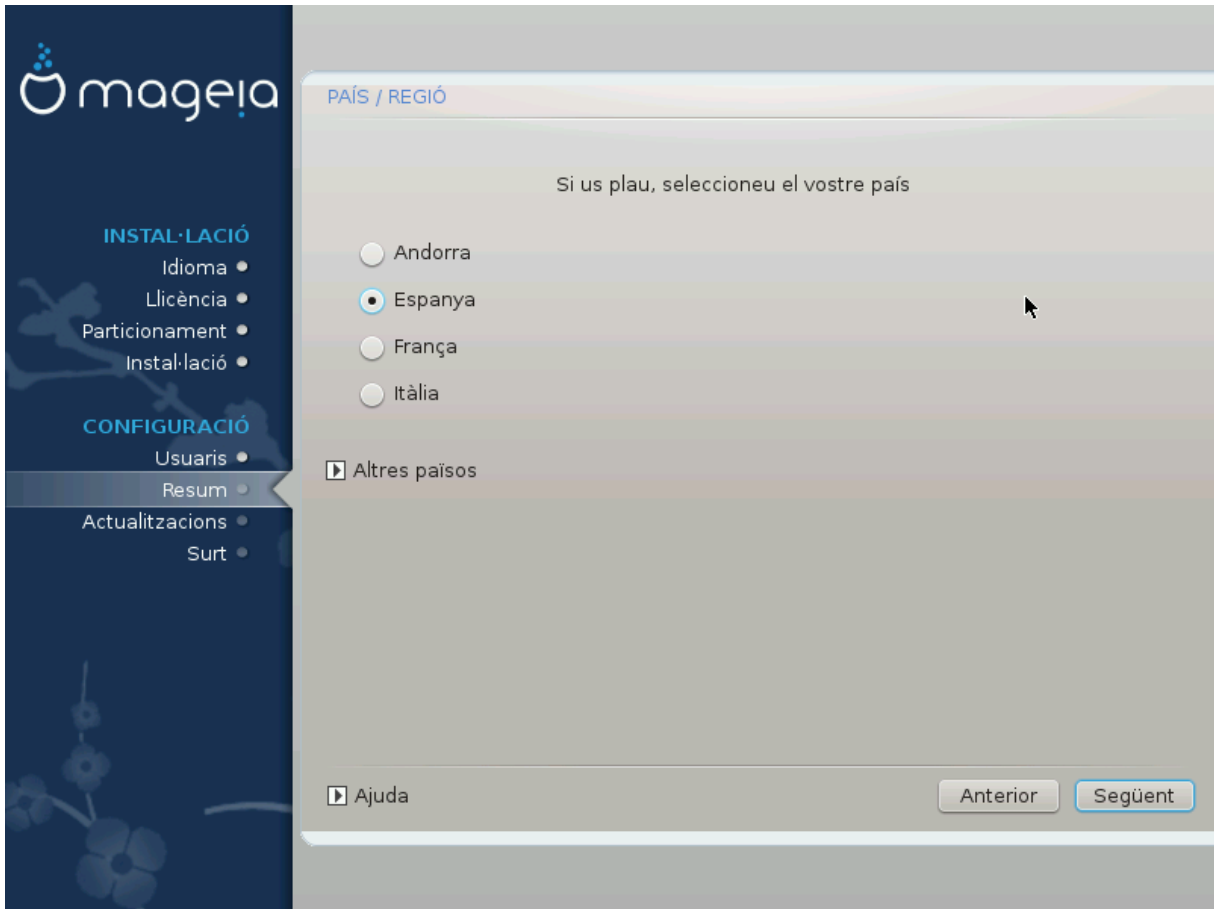 mageia
PAÍS / REGIÓ
Si us plau, seleccioneu el vostre país
INSTAL·LACIÓ
Idioma
Llicència
Particionament
Instal·lació
CONFIGURACIÓ
Usuaris
Resum
Actualitzacions
Surt
Andorra
Espanya
França
Itàlia
Altres països
Ajuda
Anterior
Següent